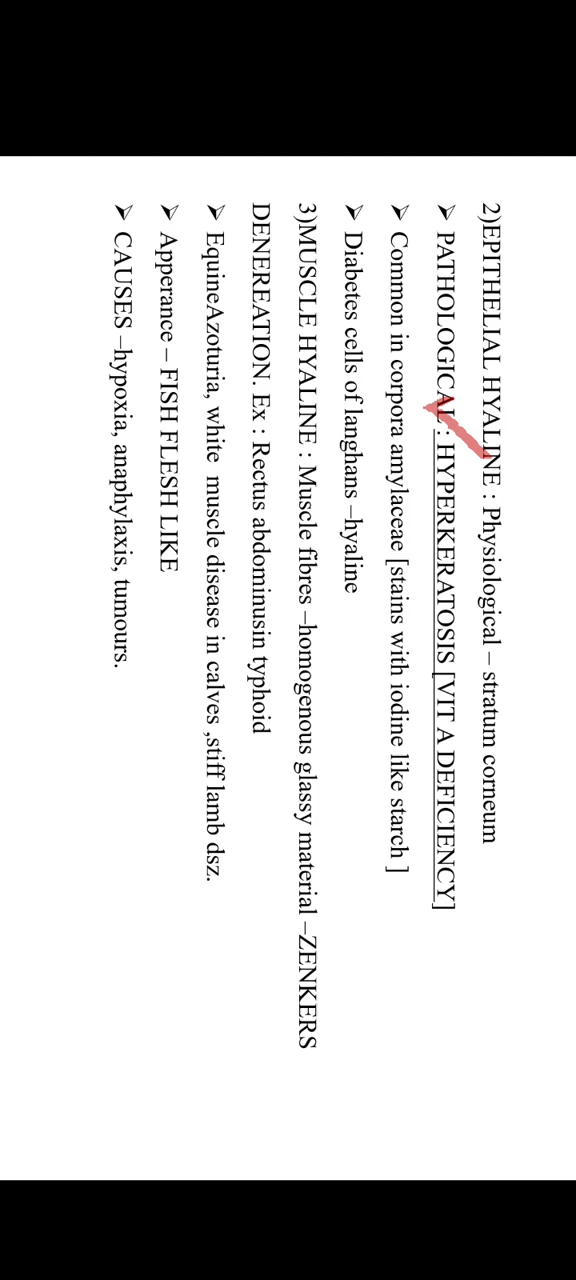 2)EPITHELIAL HYALINE : Physiological – stratum corneum
➢ PATHOLOGICAL : HYPERKERATOSIS [VIT A DEFICIENCY]
➢ Common in corpora amylaceae [stains with iodine like starch ]
➢ Diabetes cells of langhans –hyaline
3)MUSCLE HYALINE : Muscle fibres –homogenous glassy material –ZENKERS
DENEREATION. Ex : Rectus abdominusin typhoid
➢ EquineAzoturia, white muscle disease in calves ,stiff lamb dsz.
➢ Apperance – FISH FLESH LIKE
➢ CAUSES –hypoxia, anaphylaxis, tumours.